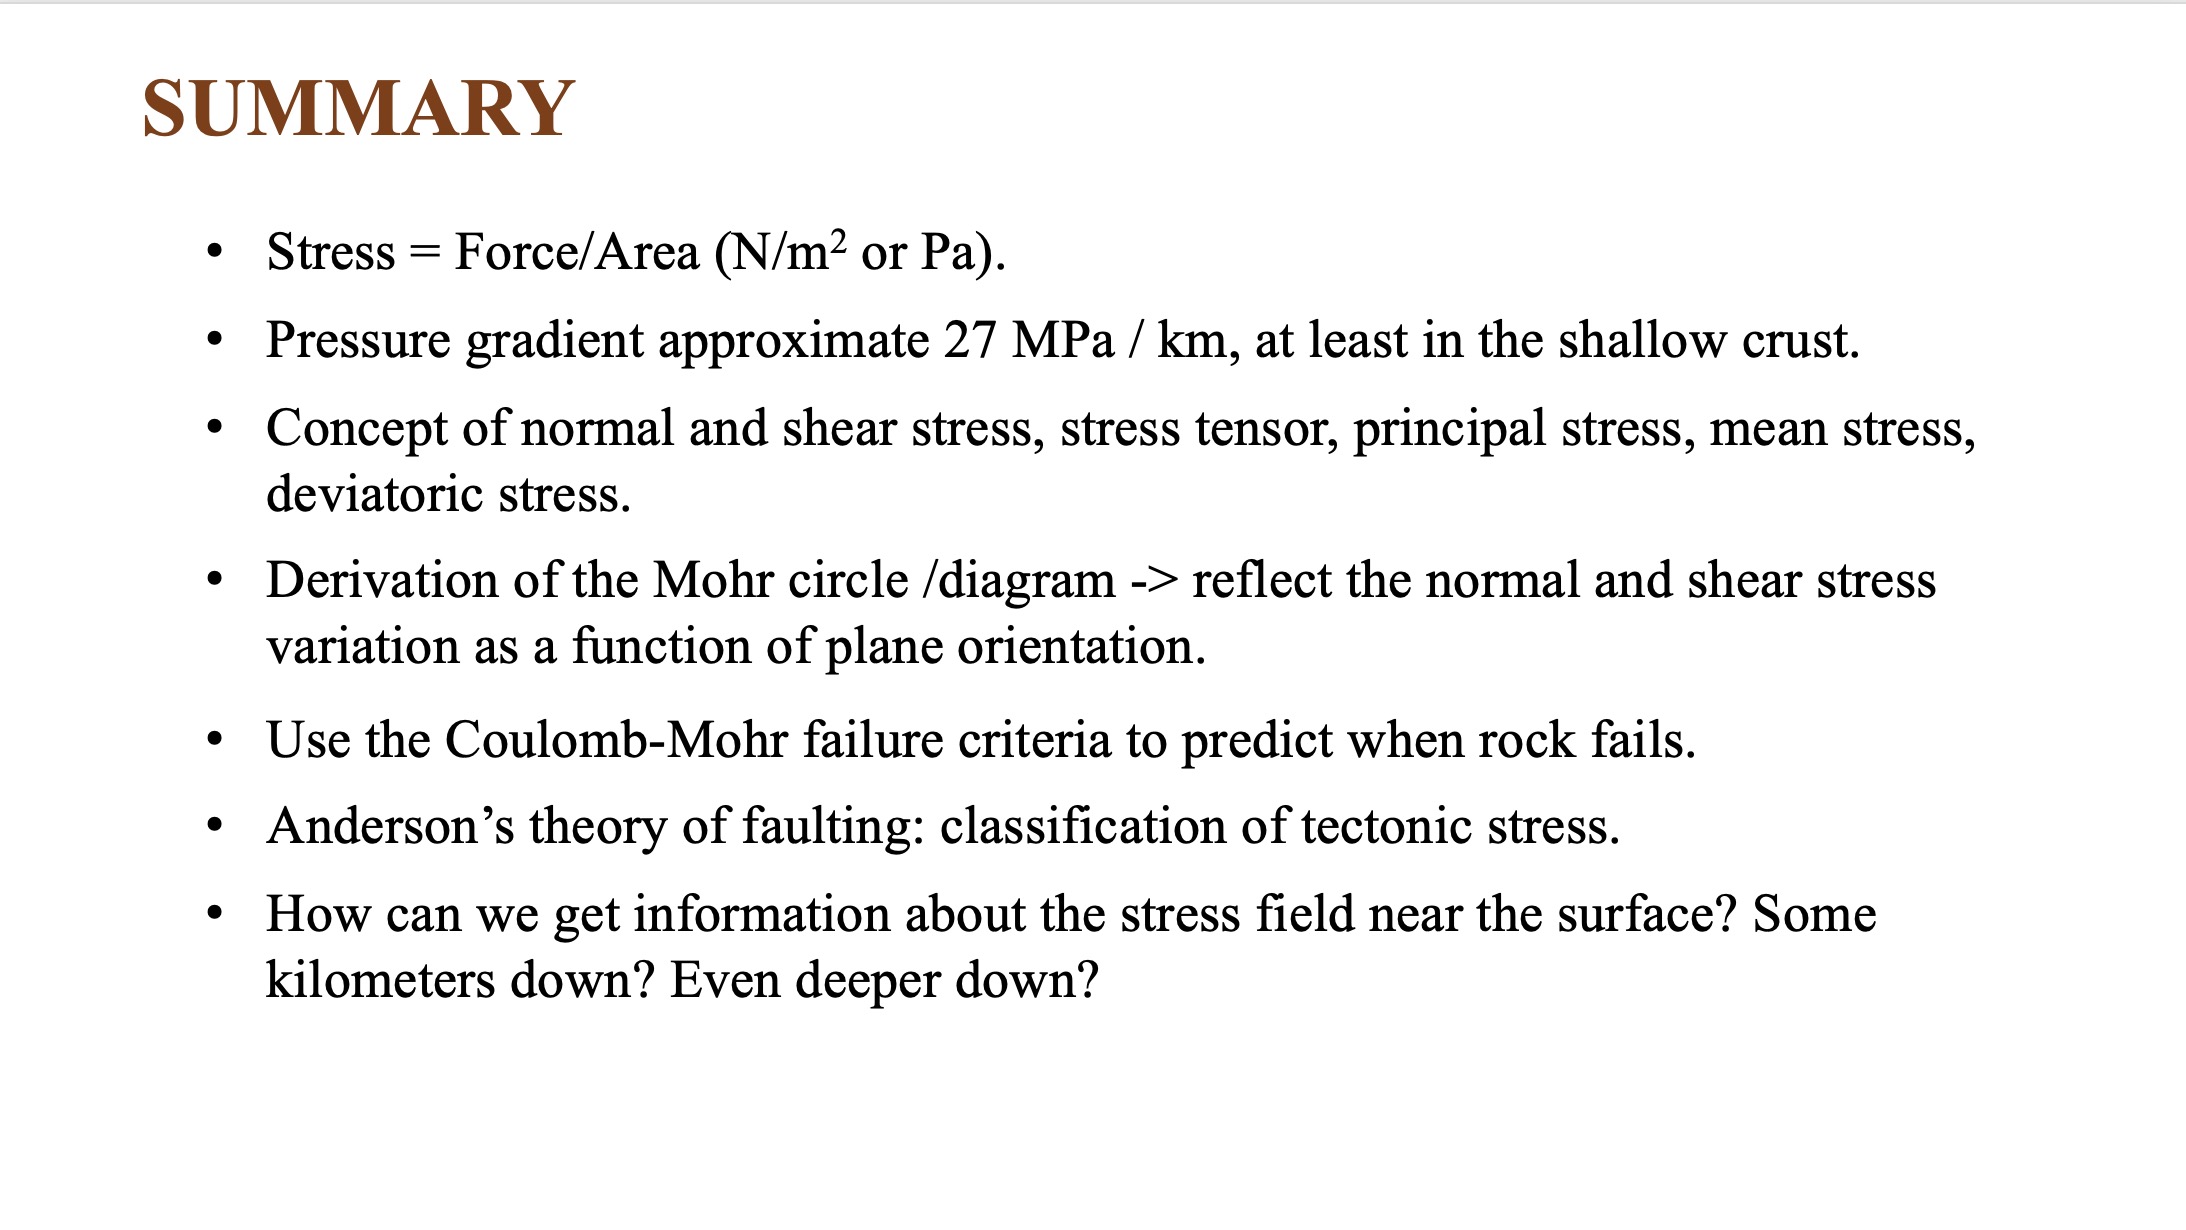 SUMMARY
• Stress = Force/Area (N/m² or Pa).
• Pressure gradient approximate 27 MPa / km, at least in the shallow crust.
• Concept of normal and shear stress, stress tensor, principal stress, mean stress,
deviatoric stress.
• Derivation of the Mohr circle /diagram -> reflect the normal and shear stress
variation as a function of plane orientation.
• Use the Coulomb-Mohr failure criteria to predict when rock fails.
• Anderson’s theory of faulting: classification of tectonic stress.
• How can we get information about the stress field near the surface? Some
kilometers down? Even deeper down?